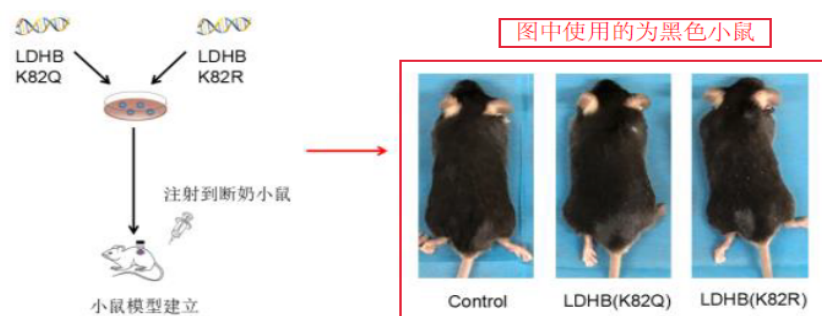 LDHB
K82Q
LDHB
K82R
注射到断奶小鼠
小鼠模型建立
图中使用的为黑色小鼠
Control
LDHB(K82Q)
LDHB(K82R)